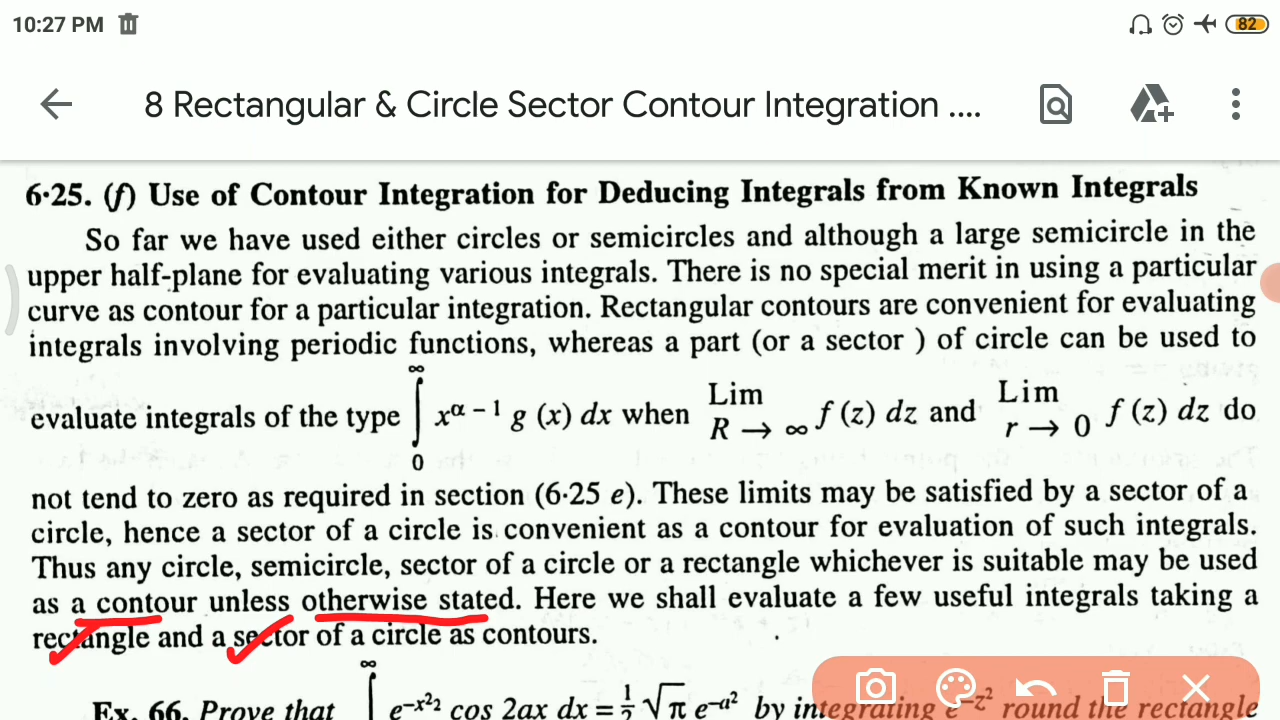 10:27 PM 82
8 Rectangular & Circle Sector Contour Integration ....
6·25. (f) Use of Contour Integration for Deducing Integrals from Known Integrals
So far we have used either circles or semicircles and although a large semicircle in the
upper half-plane for evaluating various integrals. There is no special merit in using a particular
curve as contour for a particular integration. Rectangular contours are convenient for evaluating
integrals involving periodic functions, whereas a part (or a sector ) of circle can be used to
evaluate integrals of the type ∫₀^∞ x^(α – 1) g (x) dx when Lim R → ∞ f (z) dz and Lim r → 0 f (z) dz do
not tend to zero as required in section (6·25 e). These limits may be satisfied by a sector of a
circle, hence a sector of a circle is convenient as a contour for evaluation of such integrals.
Thus any circle, semicircle, sector of a circle or a rectangle whichever is suitable may be used
as a contour unless otherwise stated. Here we shall evaluate a few useful integrals taking a
rectangle and a sector of a circle as contours.
Ex. 66. Prove that ∫^∞ e^(–x²2) cos 2ax dx = ½ √π e^(–a²) by integrating e^(–z²) round the rectangle